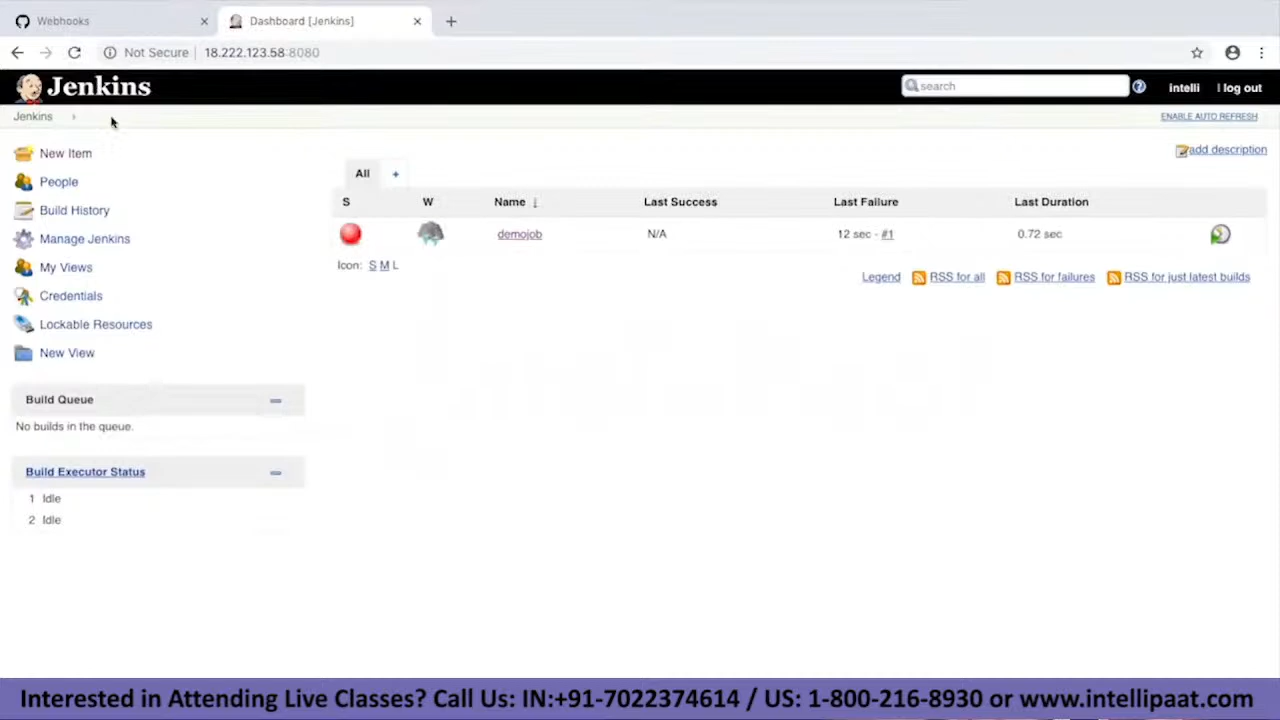 Webhooks
Dashboard [Jenkins]
Not Secure 18.222.123.58:8080
Jenkins
search
intelli
log out
Jenkins
ENABLE AUTO REFRESH
New Item
People
Build History
Manage Jenkins
My Views
Credentials
Lockable Resources
New View
Build Queue
No builds in the queue.
Build Executor Status
1 Idle
2 Idle
add description
All +
S W Name ↓ Last Success Last Failure Last Duration
demojob N/A 12 sec - #1 0.72 sec
Icon: S M L
Legend RSS for all RSS for failures RSS for just latest builds
Interested in Attending Live Classes? Call Us: IN:+91-7022374614 / US: 1-800-216-8930 or www.intellipaat.com